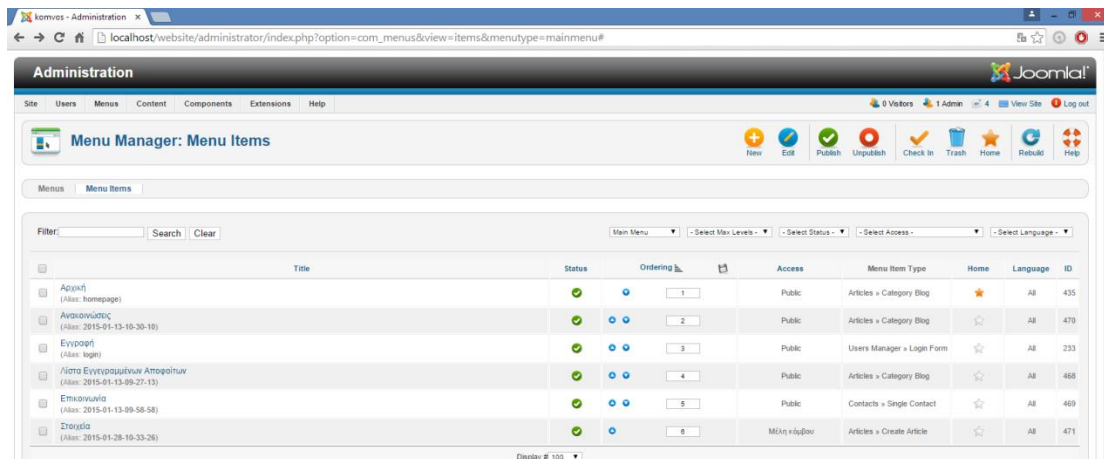 komvos - Administration
localhost/website/administrator/index.php?option=com_menus&view=items&menutype=mainmenu#
Administration
Joomla!
Site Users Menus Content Components Extensions Help
0 Visitors 1 Admin 4 View Site Log out
Menu Manager: Menu Items
New Edit Publish Unpublish Check In Trash Home Rebuild Help
Menus Menu Items
Filter: Search Clear
Main Menu - Select Max Levels - - Select Status - - Select Access - - Select Language -
Title Status Ordering Access Menu Item Type Home Language ID
Αρχική
(Alias: homepage)
1 Public Articles » Category Blog All 435
Ανακοινώσεις
(Alias: 2015-01-13-10-30-10)
2 Public Articles » Category Blog All 470
Εγγραφή
(Alias: login)
3 Public Users Manager » Login Form All 233
Λίστα Εγγεγραμμένων Αποφοίτων
(Alias: 2015-01-13-09-27-13)
4 Public Articles » Category Blog All 468
Επικοινωνία
(Alias: 2015-01-13-09-58-58)
5 Public Contacts » Single Contact All 469
Στοιχεία
(Alias: 2015-01-28-10-33-26)
6 Μέλη κόμβου Articles » Create Article All 471
Display # 100